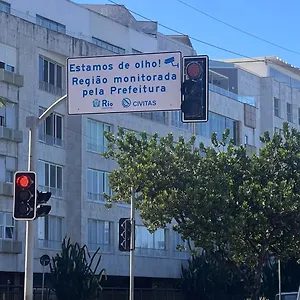 Estamos de olho!
Região monitorada
pela Prefeitura
Rio CIVITAS